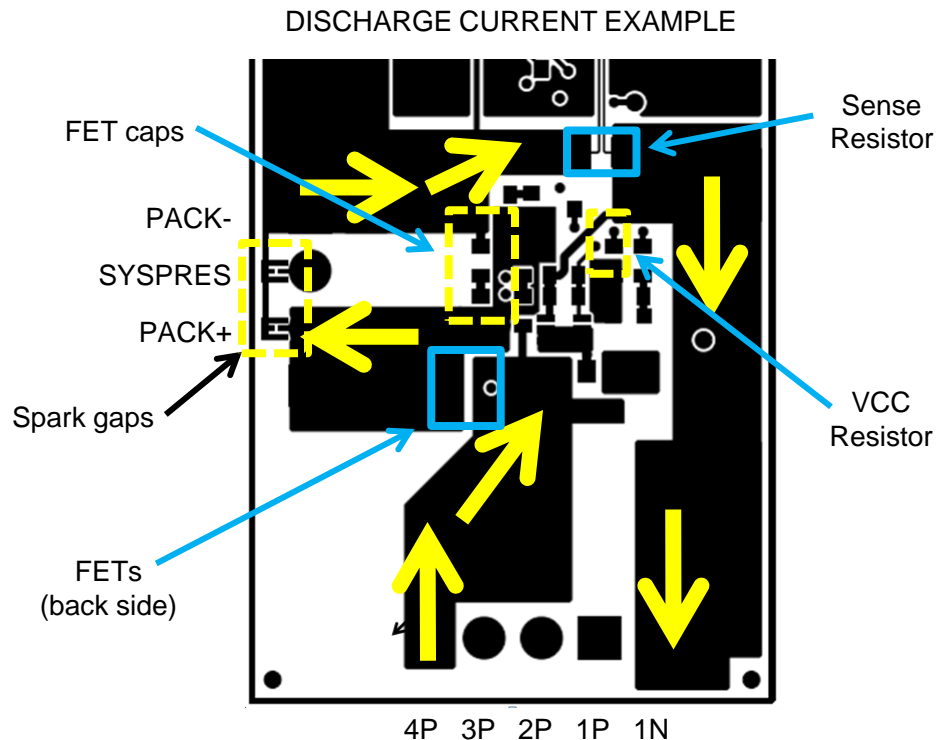 DISCHARGE CURRENT EXAMPLE
FET caps
Sense
Resistor
PACK-
SYSPRES
PACK+
Spark gaps
VCC
Resistor
FETs
(back side)
4P 3P 2P 1P 1N